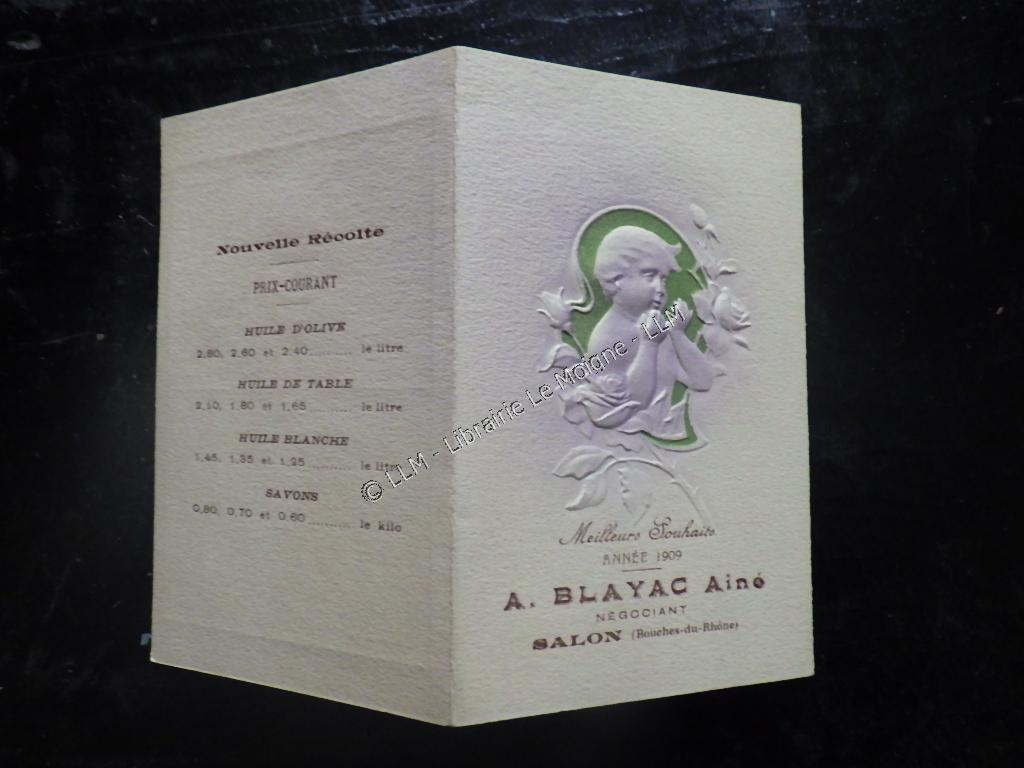 Nouvelle Récolte
PRIX-COURANT
HUILE D'OLIVE
2,80, 2,60 et 2,40........ le litre
HUILE DE TABLE
2,10, 1,80 et 1,65.......... le litre
HUILE BLANCHE
1,45, 1,35 et 1,25.......... le litre
SAVONS
0,80, 0,70 et 0,60.......... le kilo
Meilleurs Souhaits
ANNÉE 1909
A. BLAYAC Ainé
NÉGOCIANT
SALON (Bouches-du-Rhône)
© LLM - Librairie Le Moigne - LLM